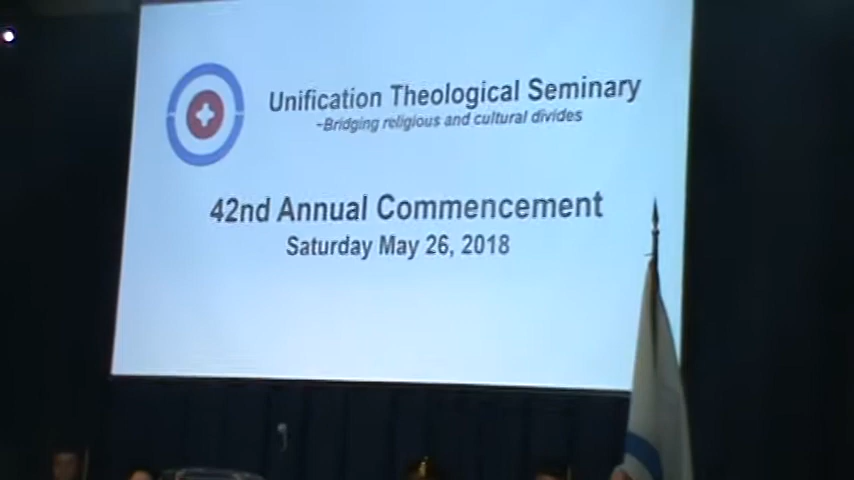 Unification Theological Seminary
~Bridging religious and cultural divides
42nd Annual Commencement
Saturday May 26, 2018